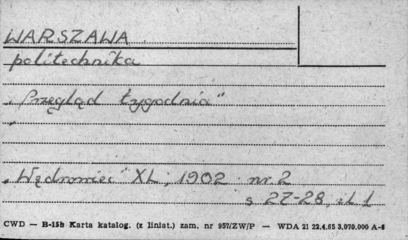 WARSZAWA
politechnika
„Przegląd tygodnia"
„Wędrowiec" XL, 1902 nr 2
s 27-28, il. 1
CWD — B-15b Karta katalog. (z liniat.) zam. nr 957/ZW/P — WDA 21 22.4.65 3.070.000 A-6